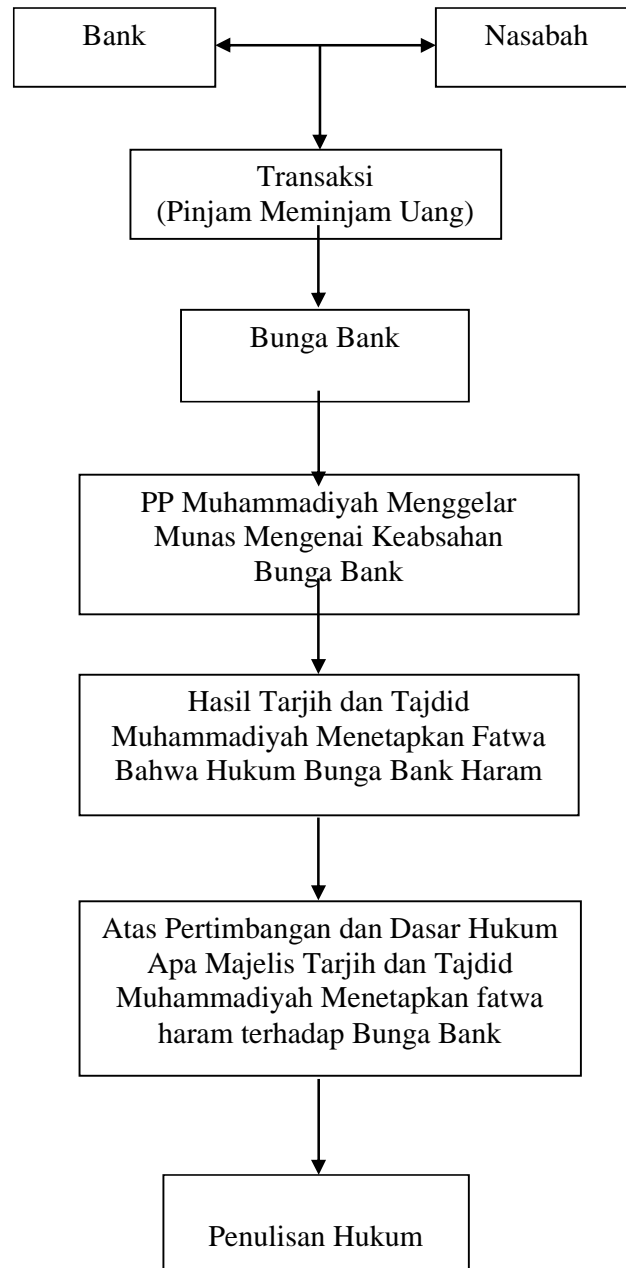 Bank
Nasabah
Transaksi
(Pinjam Meminjam Uang)
Bunga Bank
PP Muhammadiyah Menggelar
Munas Mengenai Keabsahan
Bunga Bank
Hasil Tarjih dan Tajdid
Muhammadiyah Menetapkan Fatwa
Bahwa Hukum Bunga Bank Haram
Atas Pertimbangan dan Dasar Hukum
Apa Majelis Tarjih dan Tajdid
Muhammadiyah Menetapkan fatwa
haram terhadap Bunga Bank
Penulisan Hukum